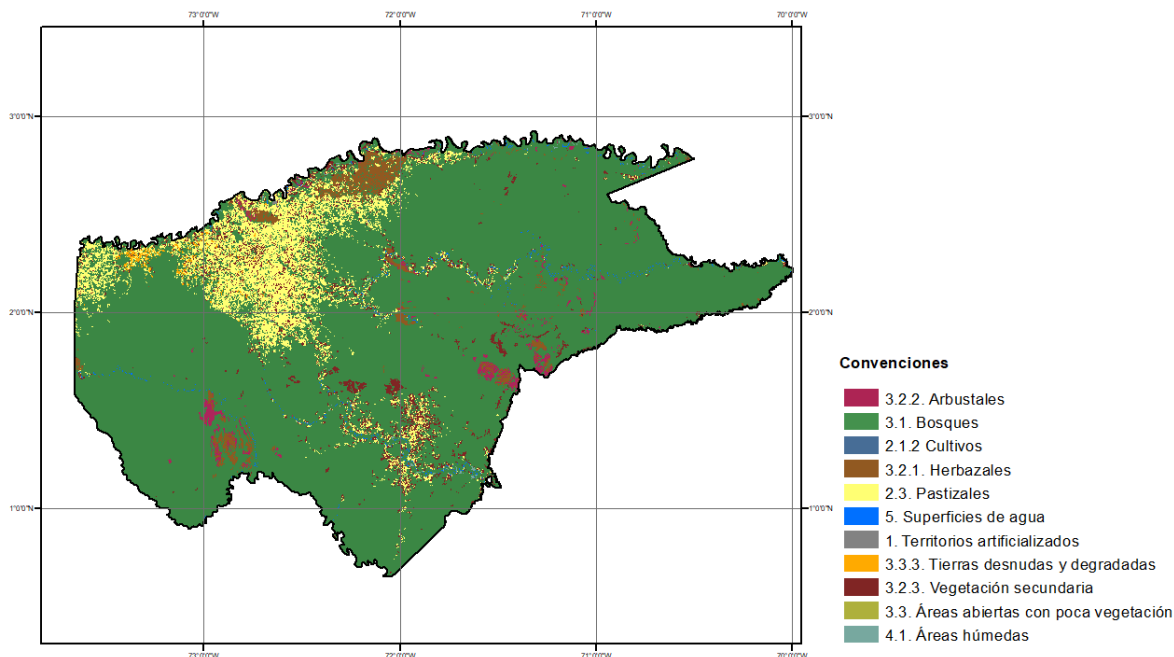 73°0'0"W 72°0'0"W 71°0'0"W 70°0'0"W
3°0'0"N 3°0'0"N
2°0'0"N 2°0'0"N
1°0'0"N 1°0'0"N
73°0'0"W 72°0'0"W 71°0'0"W 70°0'0"W
Convenciones
3.2.2. Arbustales
3.1. Bosques
2.1.2 Cultivos
3.2.1. Herbazales
2.3. Pastizales
5. Superficies de agua
1. Territorios artificializados
3.3.3. Tierras desnudas y degradadas
3.2.3. Vegetación secundaria
3.3. Áreas abiertas con poca vegetación
4.1. Áreas húmedas